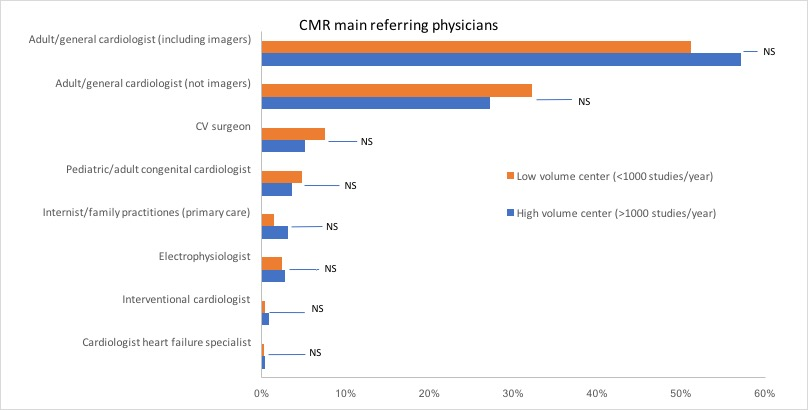 CMR main referring physicians
Adult/general cardiologist (including imagers)
NS
Adult/general cardiologist (not imagers)
NS
CV surgeon
NS
Pediatric/adult congenital cardiologist
NS
Low volume center (<1000 studies/year)
Internist/family practitiones (primary care)
NS
High volume center (>1000 studies/year)
Electrophysiologist
NS
Interventional cardiologist
NS
Cardiologist heart failure specialist
NS
0% 10% 20% 30% 40% 50% 60%